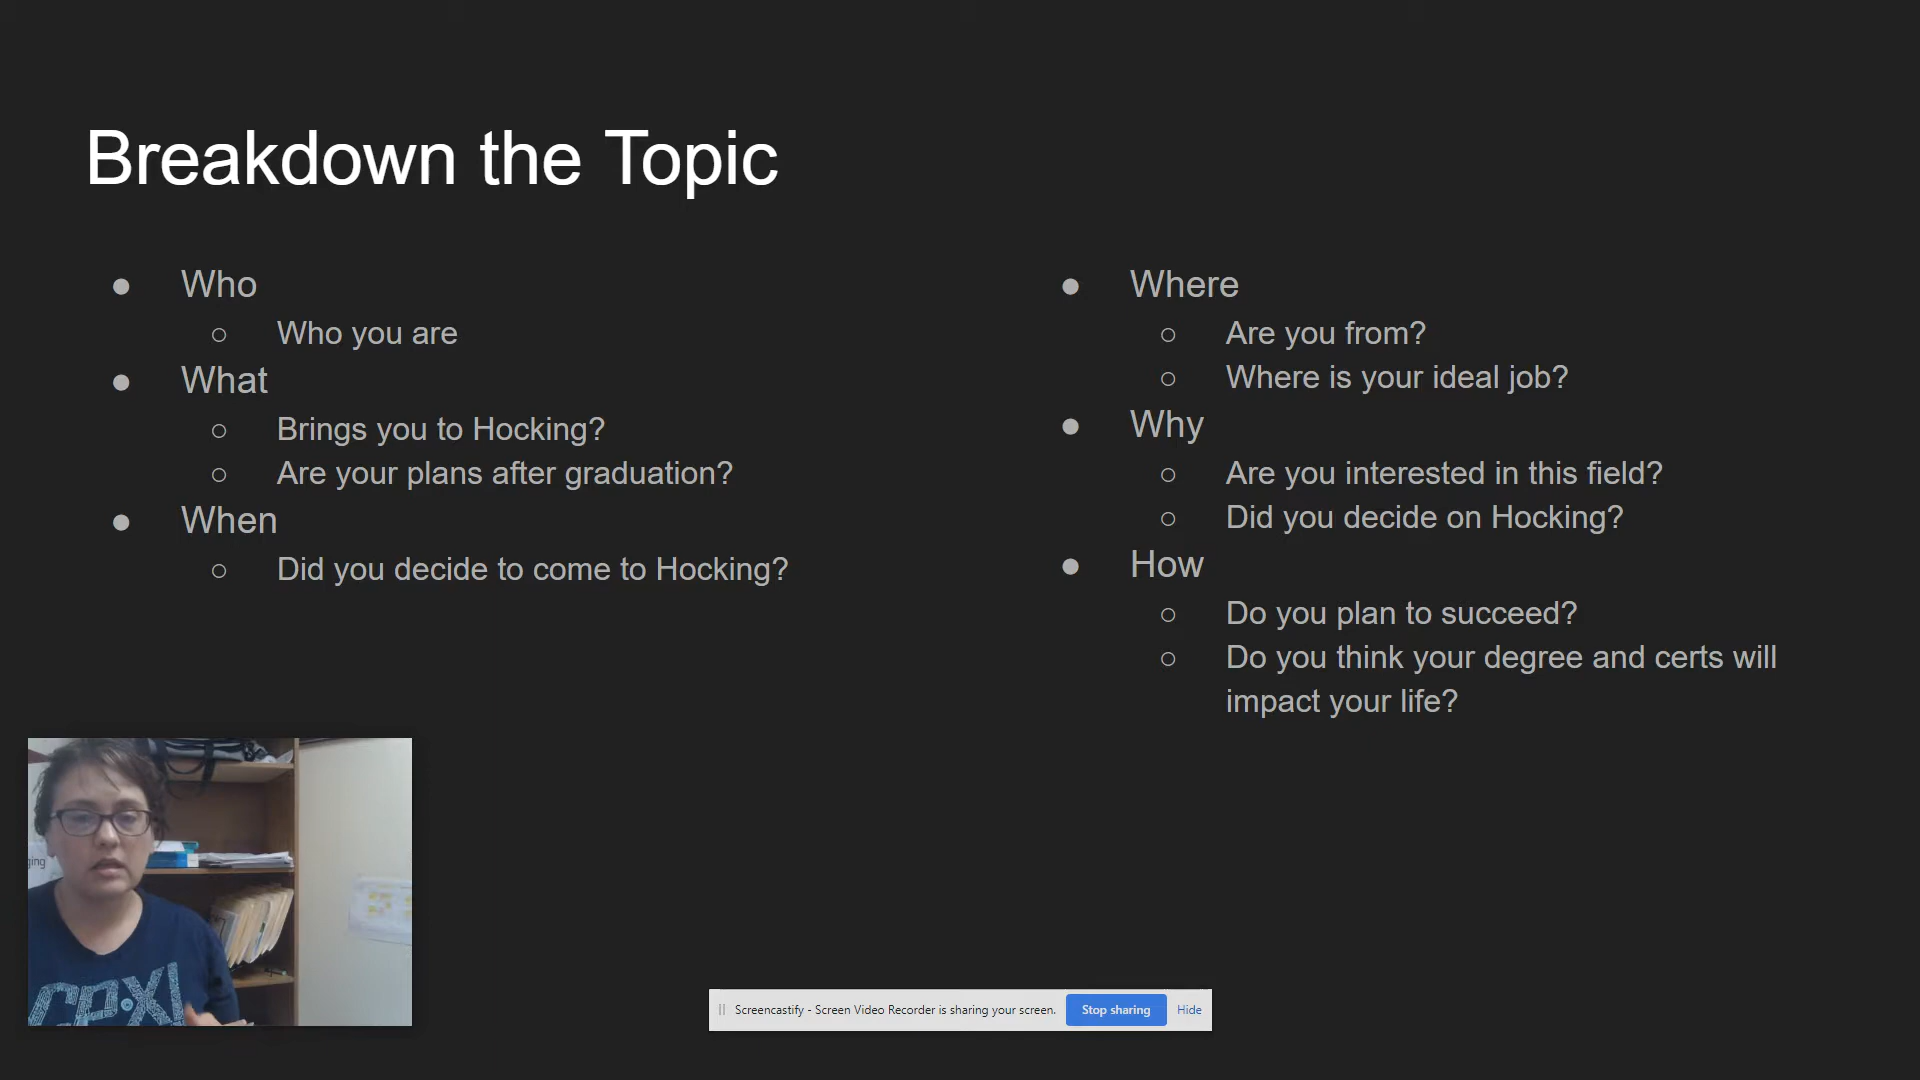 Breakdown the Topic
● Who
○ Who you are
● What
○ Brings you to Hocking?
○ Are your plans after graduation?
● When
○ Did you decide to come to Hocking?
● Where
○ Are you from?
○ Where is your ideal job?
● Why
○ Are you interested in this field?
○ Did you decide on Hocking?
● How
○ Do you plan to succeed?
○ Do you think your degree and certs will
impact your life?
ging
CP·X!
Screencastify - Screen Video Recorder is sharing your screen.
Stop sharing
Hide